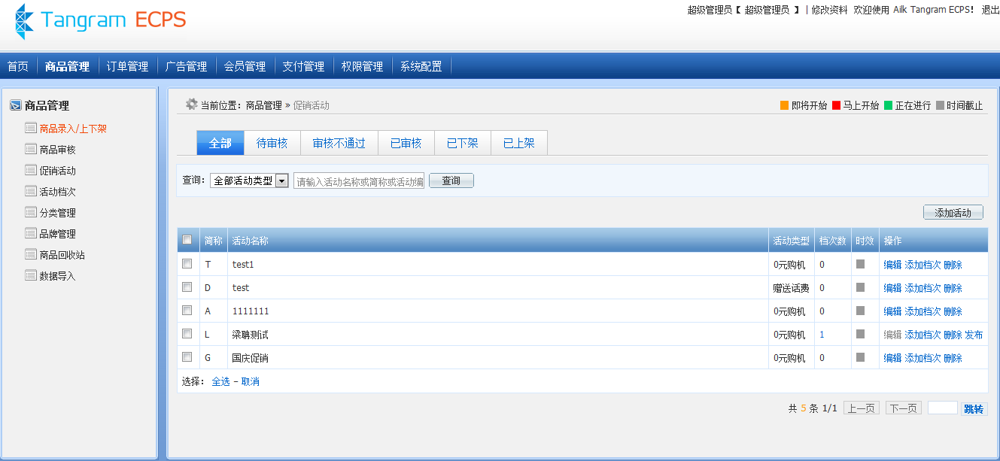 Tangram ECPS
超级管理员【 超级管理员 】 | 修改资料 欢迎使用 Ailk Tangram ECPS! 退出
首页 商品管理 订单管理 广告管理 会员管理 支付管理 权限管理 系统配置
商品管理
商品录入/上下架
商品审核
促销活动
活动档次
分类管理
品牌管理
商品回收站
数据导入
当前位置：商品管理 » 促销活动
即将开始 马上开始 正在进行 时间截止
全部 待审核 审核不通过 已审核 已下架 已上架
查询： 全部活动类型 请输入活动名称或简称或活动编 查询
添加活动
简称 活动名称 活动类型 档次数 时效 操作
T test1 0元购机 0 编辑 添加档次 删除
D test 赠送话费 0 编辑 添加档次 删除
A 1111111 0元购机 0 编辑 添加档次 删除
L 梁聃测试 0元购机 1 编辑 添加档次 删除 发布
G 国庆促销 0元购机 0 编辑 添加档次 删除
选择： 全选 - 取消
共 5 条 1/1 上一页 下一页 跳转